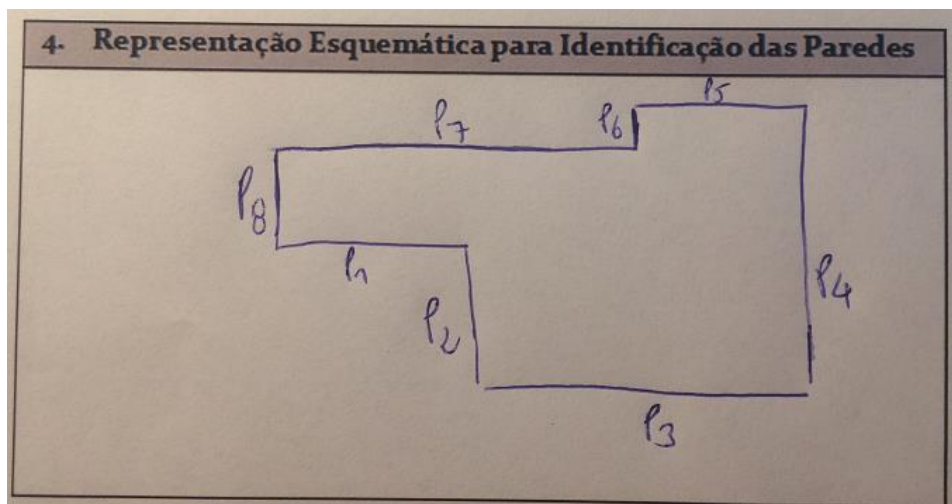 4. Representação Esquemática para Identificação das Paredes
P5
P7 P6
P8
P1
P4
P2
P3